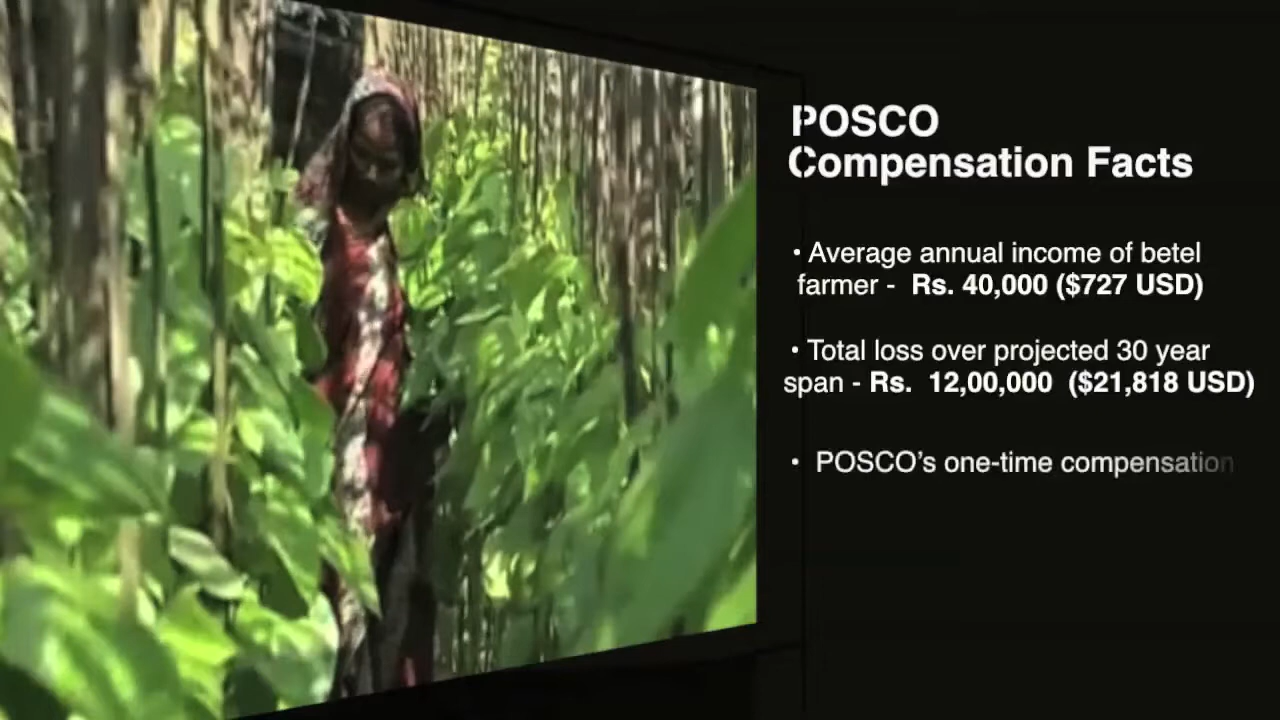 POSCO
Compensation Facts
• Average annual income of betel
farmer - Rs. 40,000 ($727 USD)
• Total loss over projected 30 year
span - Rs. 12,00,000 ($21,818 USD)
• POSCO’s one-time compensation